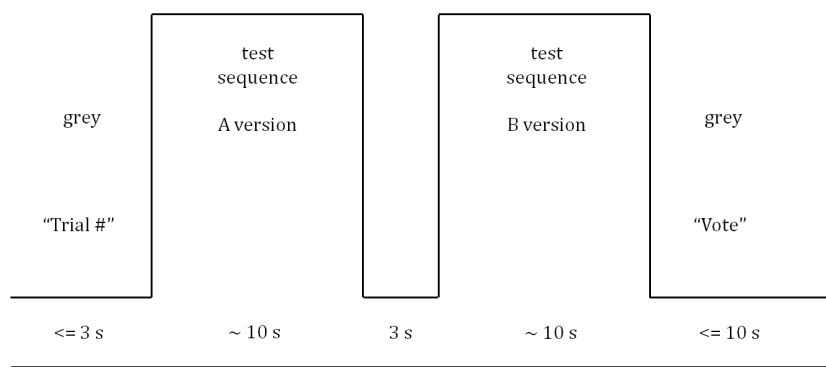 test
sequence
A version
test
sequence
B version
grey
grey
“Trial #”
“Vote”
<= 3 s
~ 10 s
3 s
~ 10 s
<= 10 s